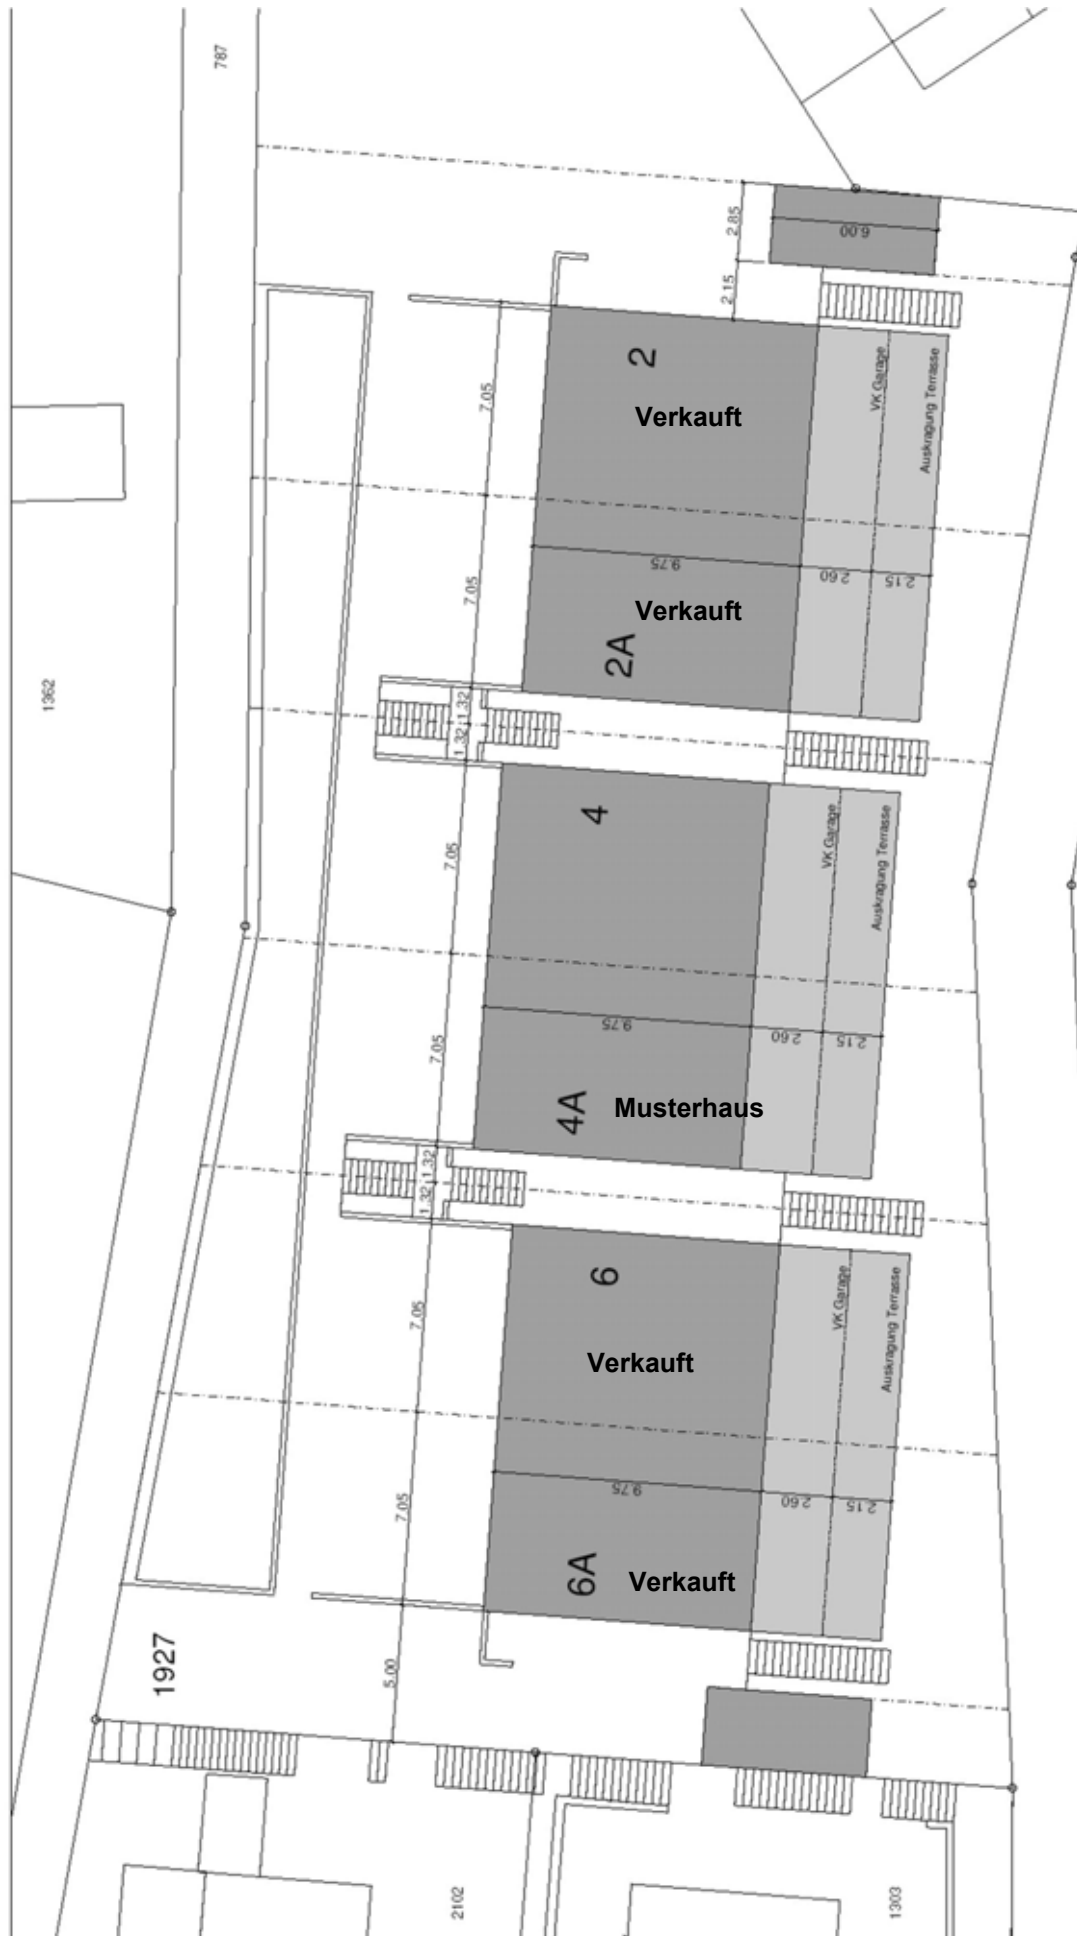 787
2.85
6.00
2.15
2
7.05
VK Garage
Auskragung Terrasse
Verkauft
9.75
2.60
2.15
7.05
Verkauft
2A
1362
1.32
1.32
4
7.05
VK Garage
Auskragung Terrasse
9.75
2.60
2.15
7.05
4A
Musterhaus
1.32
1.32
6
7.05
VK Garage
Auskragung Terrasse
Verkauft
9.75
2.60
2.15
7.05
6A
Verkauft
1927
5.00
2102
1303